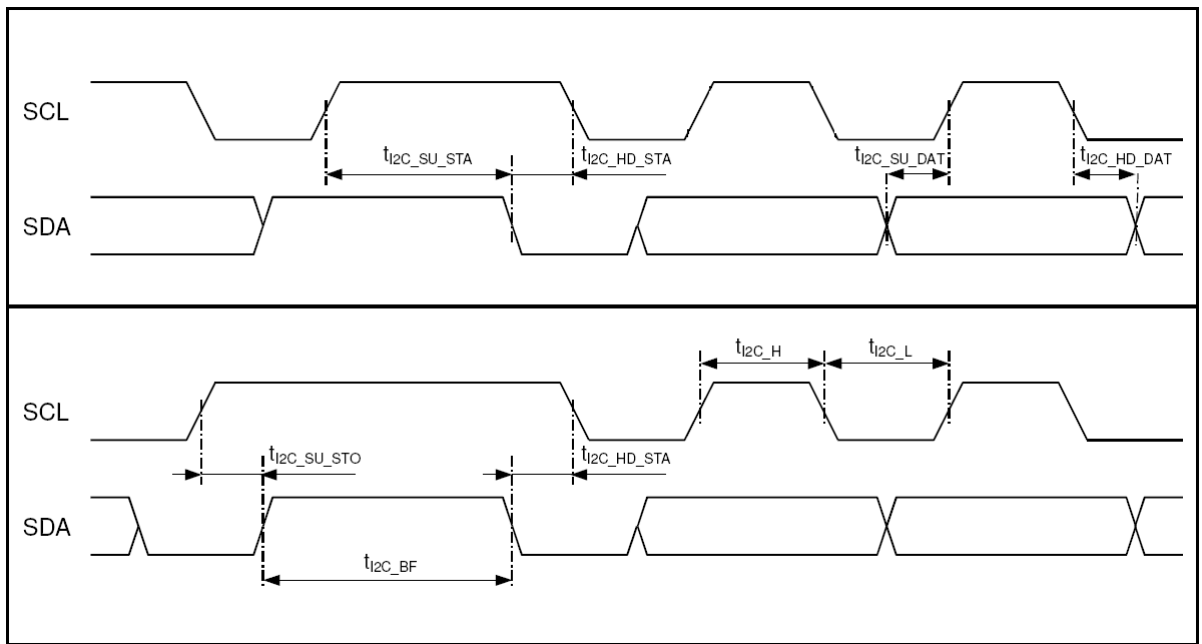 SCL
tI2C_SU_STA
tI2C_HD_STA
tI2C_SU_DAT
tI2C_HD_DAT
SDA
tI2C_H
tI2C_L
SCL
tI2C_SU_STO
tI2C_HD_STA
SDA
tI2C_BF